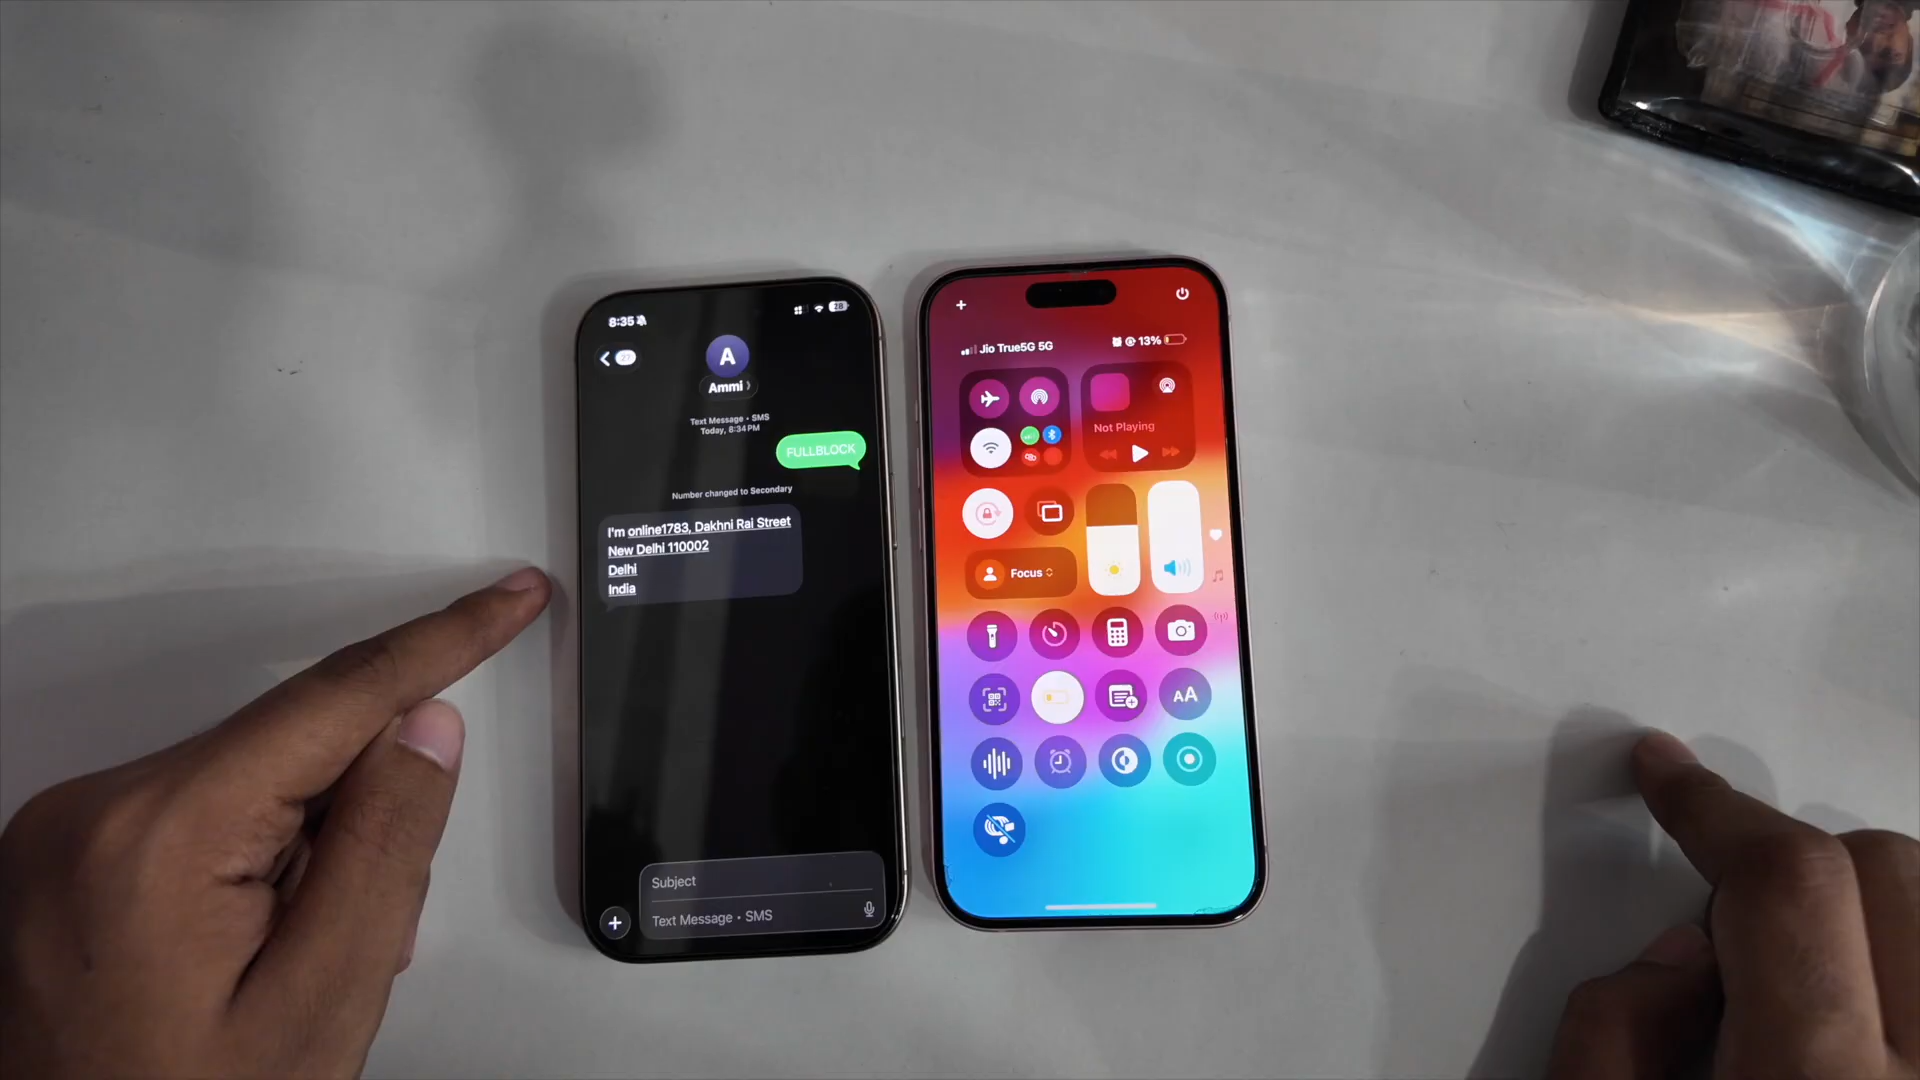 8:35
28
A
Ammi
Text Message • SMS
Today, 8:34 PM
FULLBLOCK
Number changed to Secondary
I'm online1783, Dakhni Rai Street
New Delhi 110002
Delhi
India
Subject
Text Message • SMS
Jio True5G 5G
13%
Not Playing
Focus
AA